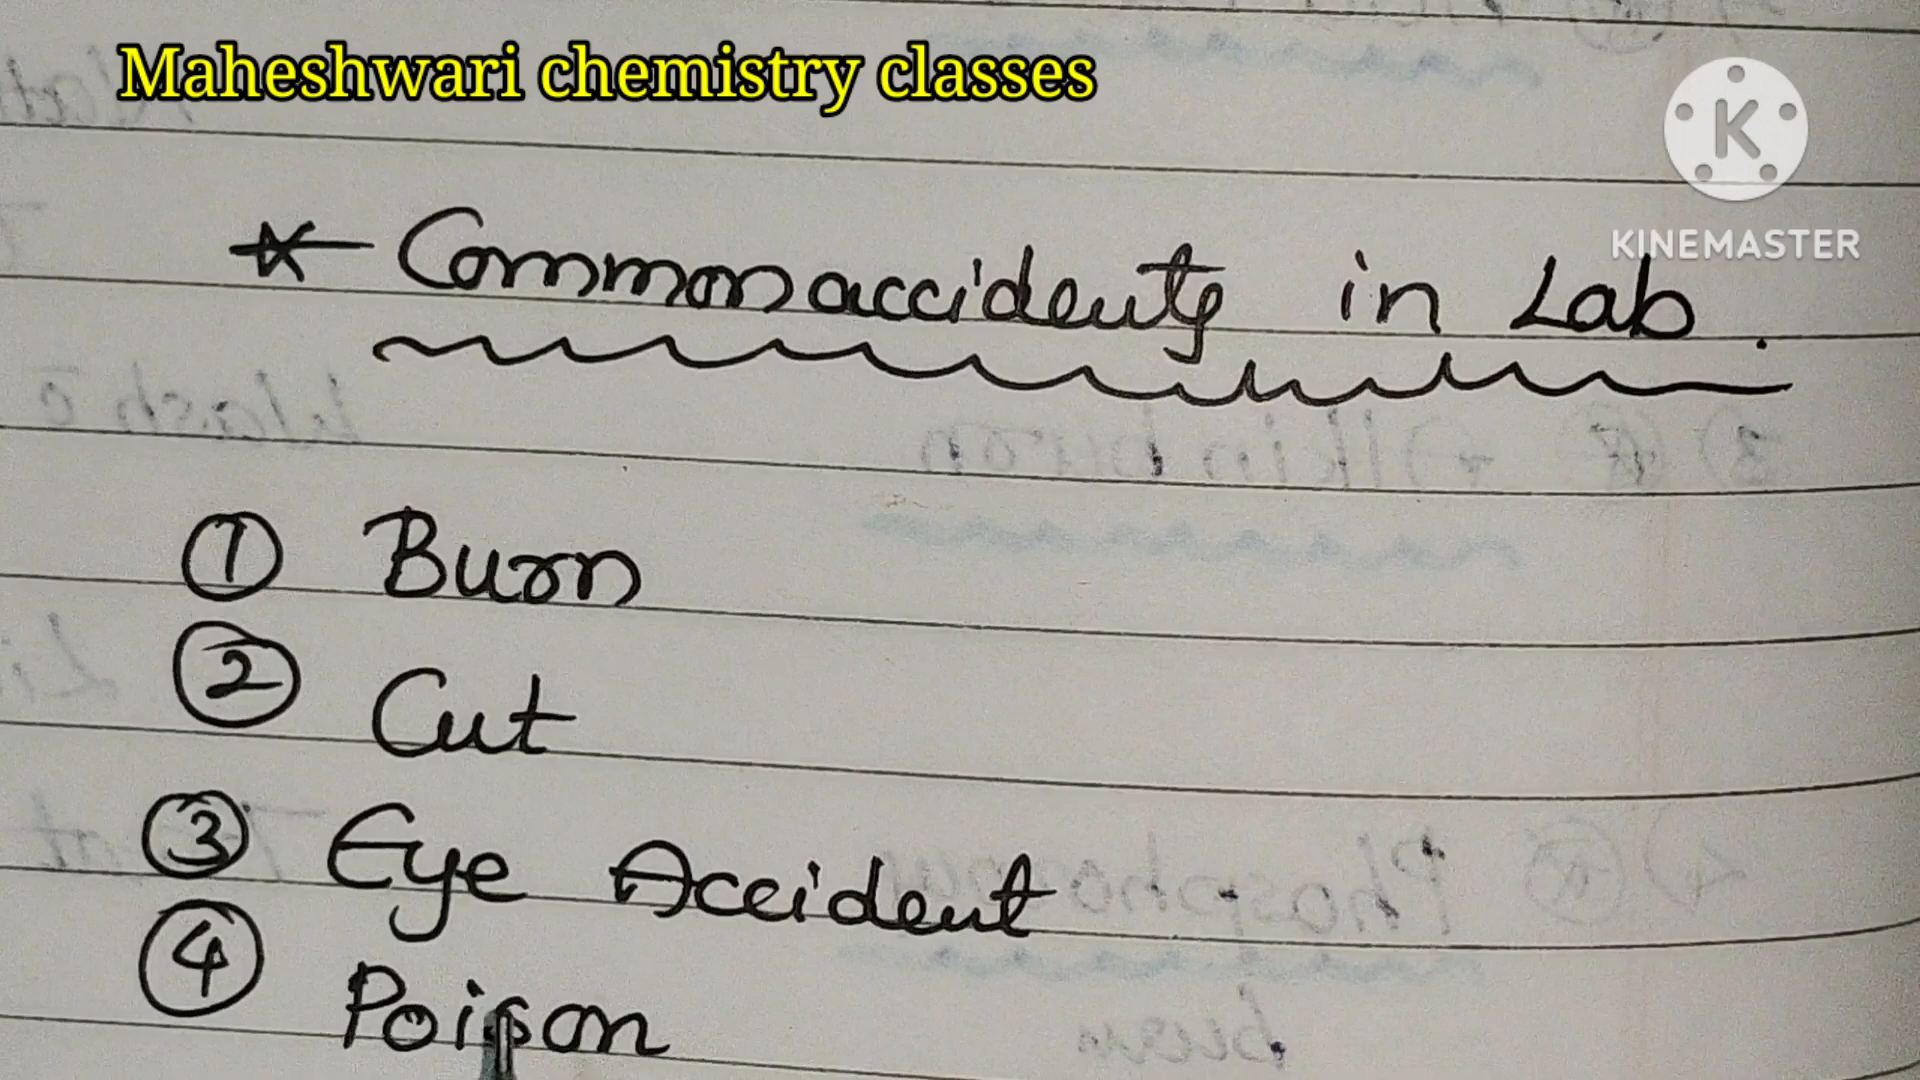 Maheshwari chemistry classes
K
KINEMASTER
* Common accidents in Lab.
① Burn
② Cut
③ Eye Accident
④ Poison